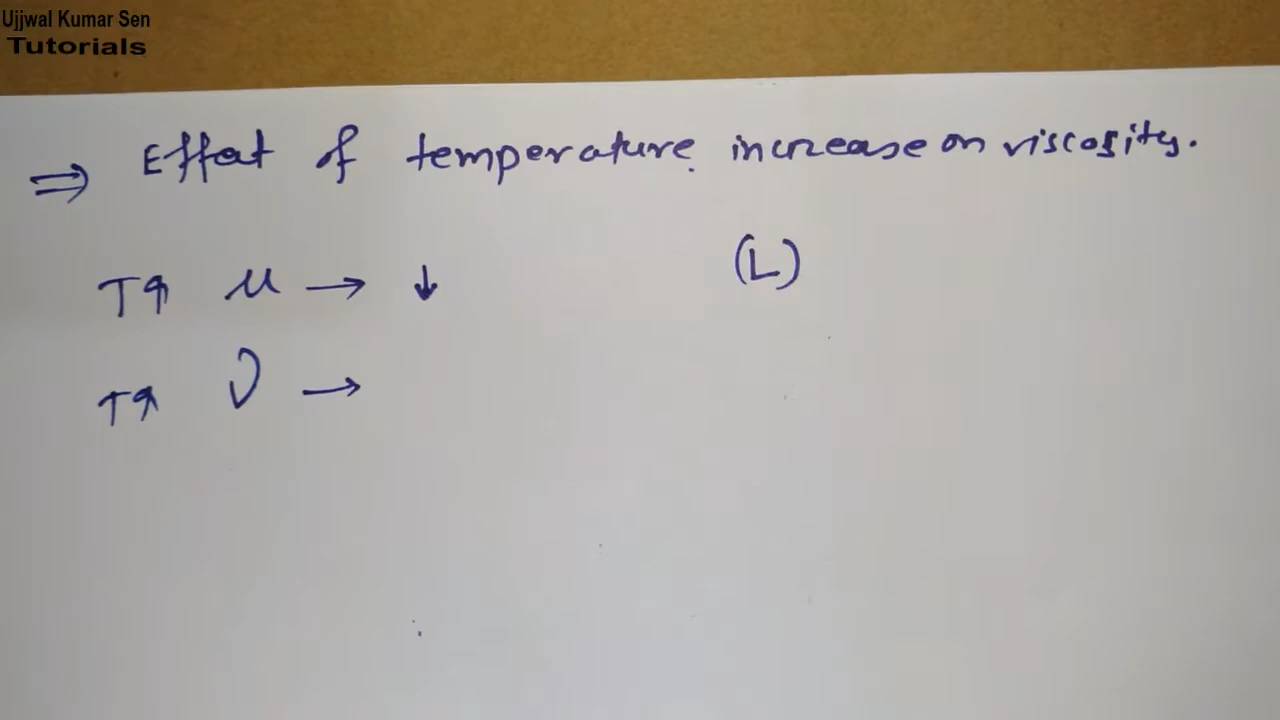 Ujjwal Kumar Sen
Tutorials
⇒ Effect of temperature increase on viscosity.
(L)
T↑ μ → ↓
T↑ ν →